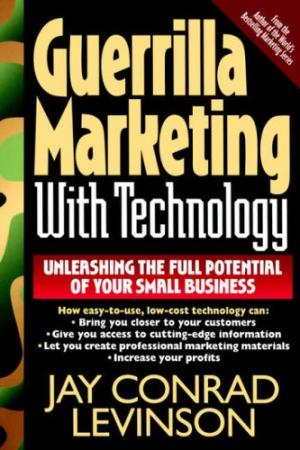 From the
Author of the World's
Bestselling Marketing Series
Guerrilla
Marketing
With Technology
UNLEASHING THE FULL POTENTIAL
OF YOUR SMALL BUSINESS
How easy-to-use, low-cost technology can:
• Bring you closer to your customers
• Give you access to cutting-edge information
• Let you create professional marketing materials
• Increase your profits
JAY CONRAD
LEVINSON